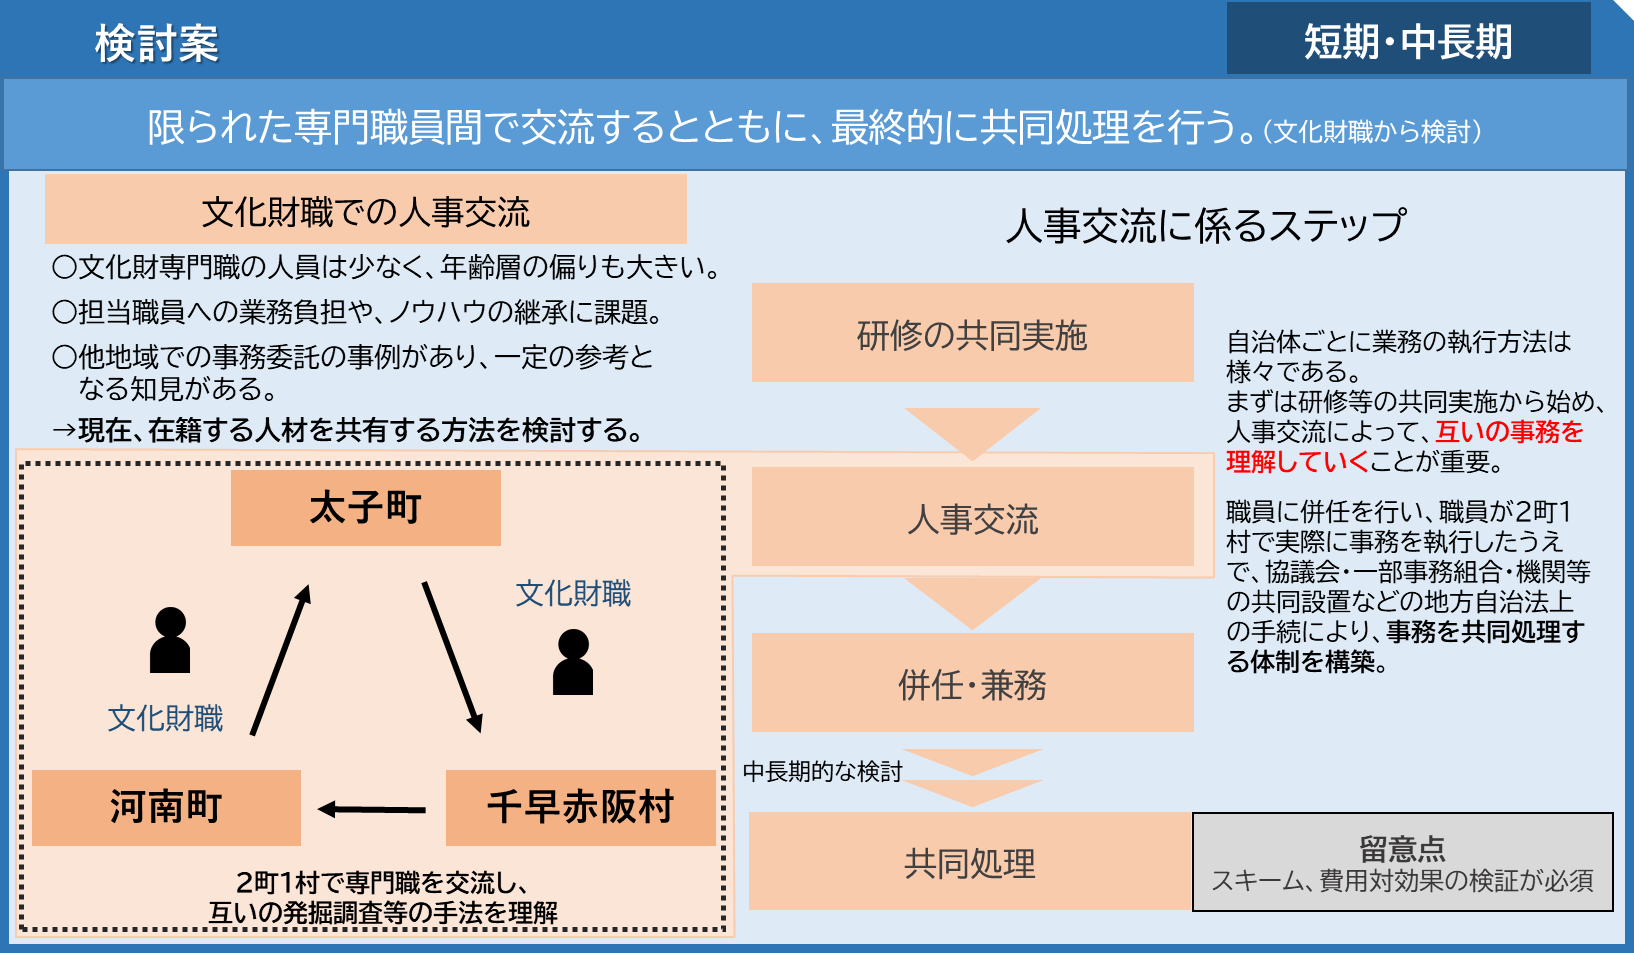 検討案
短期・中長期
限られた専門職員間で交流するとともに、最終的に共同処理を行う。（文化財職から検討）
文化財職での人事交流
〇文化財専門職の人員は少なく、年齢層の偏りも大きい。
〇担当職員への業務負担や、ノウハウの継承に課題。
〇他地域での事務委託の事例があり、一定の参考と
なる知見がある。
→現在、在籍する人材を共有する方法を検討する。
太子町
文化財職
文化財職
河南町
千早赤阪村
２町１村で専門職を交流し、
互いの発掘調査等の手法を理解
人事交流に係るステップ
研修の共同実施
人事交流
併任・兼務
中長期的な検討
共同処理
自治体ごとに業務の執行方法は
様々である。
まずは研修等の共同実施から始め、
人事交流によって、互いの事務を
理解していくことが重要。
職員に併任を行い、職員が２町１
村で実際に事務を執行したうえ
で、協議会・一部事務組合・機関等
の共同設置などの地方自治法上
の手続により、事務を共同処理す
る体制を構築。
留意点
スキーム、費用対効果の検証が必須